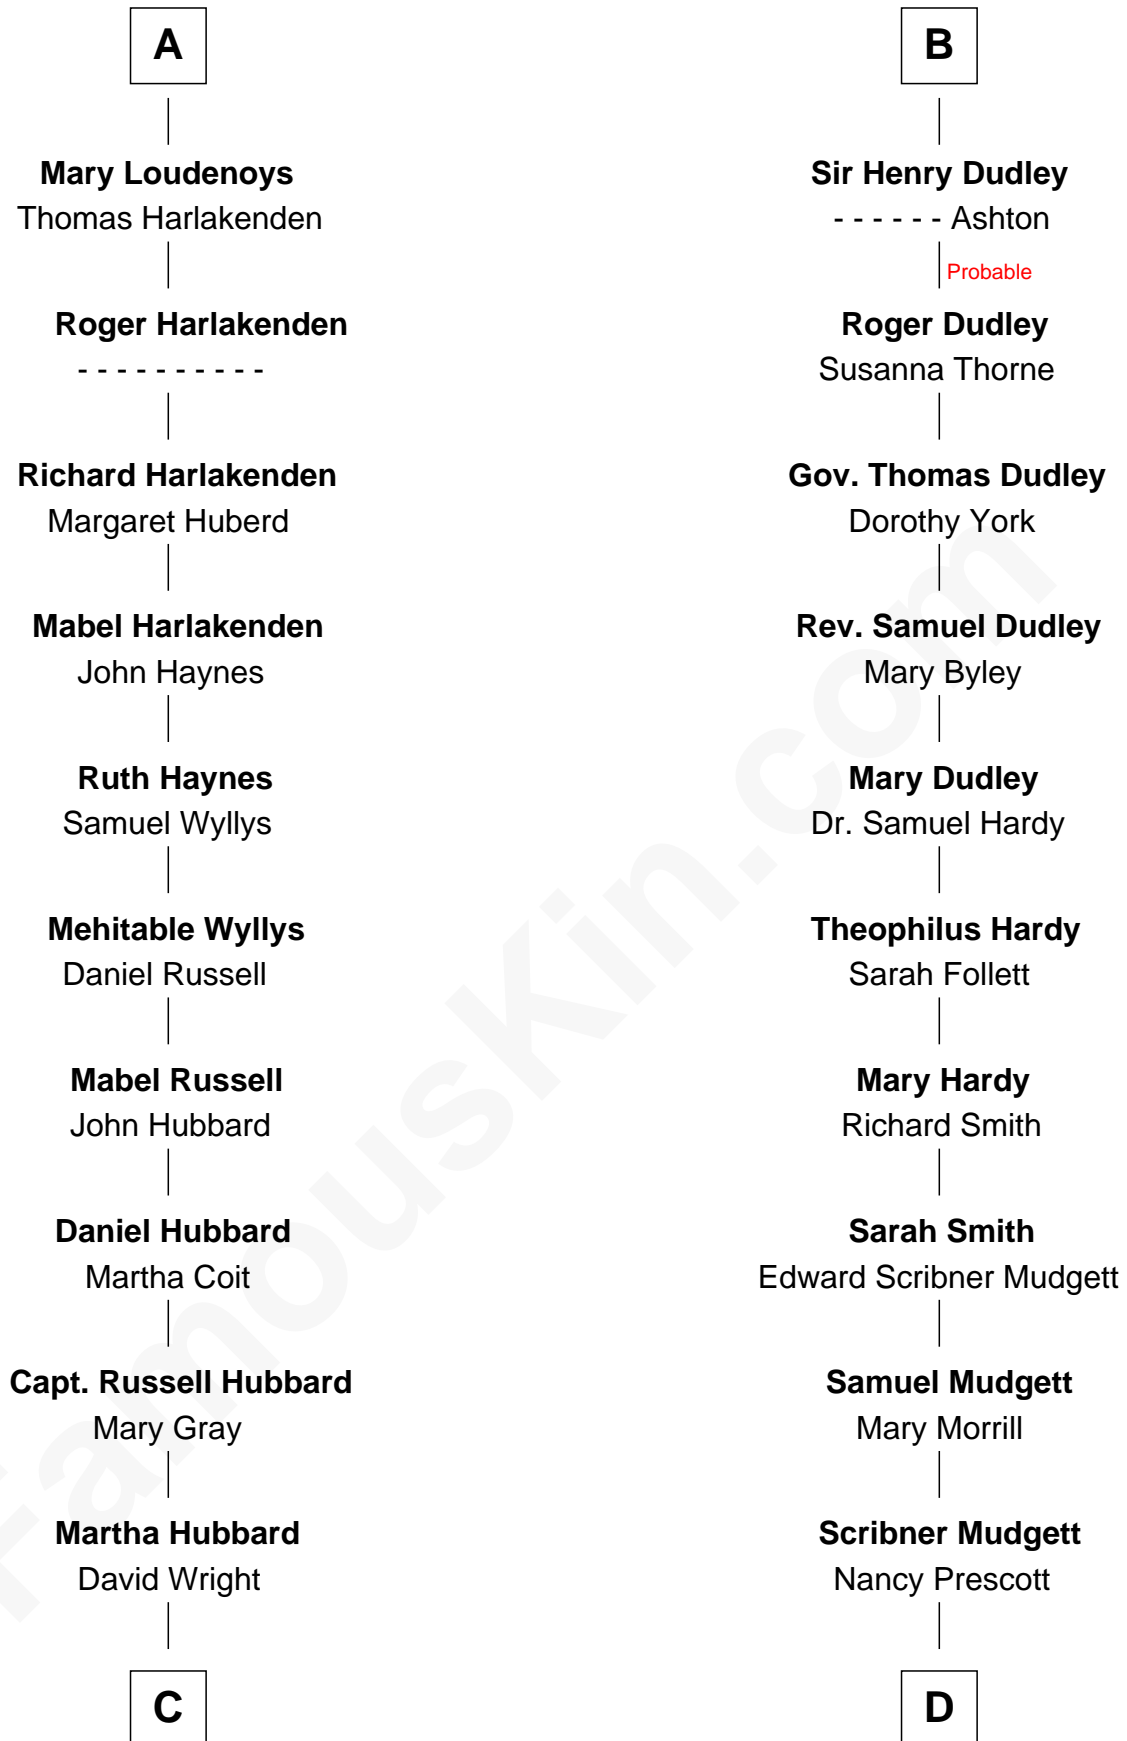 A
Mary Loudenoys
Thomas Harlakenden
Roger Harlakenden
- - - - - - - - - -
Richard Harlakenden
Margaret Huberd
Mabel Harlakenden
John Haynes
Ruth Haynes
Samuel Wyllys
Mehitable Wyllys
Daniel Russell
Mabel Russell
John Hubbard
Daniel Hubbard
Martha Coit
Capt. Russell Hubbard
Mary Gray
Martha Hubbard
David Wright
C
B
Sir Henry Dudley
- - - - - - Ashton
Probable
Roger Dudley
Susanna Thorne
Gov. Thomas Dudley
Dorothy York
Rev. Samuel Dudley
Mary Byley
Mary Dudley
Dr. Samuel Hardy
Theophilus Hardy
Sarah Follett
Mary Hardy
Richard Smith
Sarah Smith
Edward Scribner Mudgett
Samuel Mudgett
Mary Morrill
Scribner Mudgett
Nancy Prescott
D
FamousKin.com